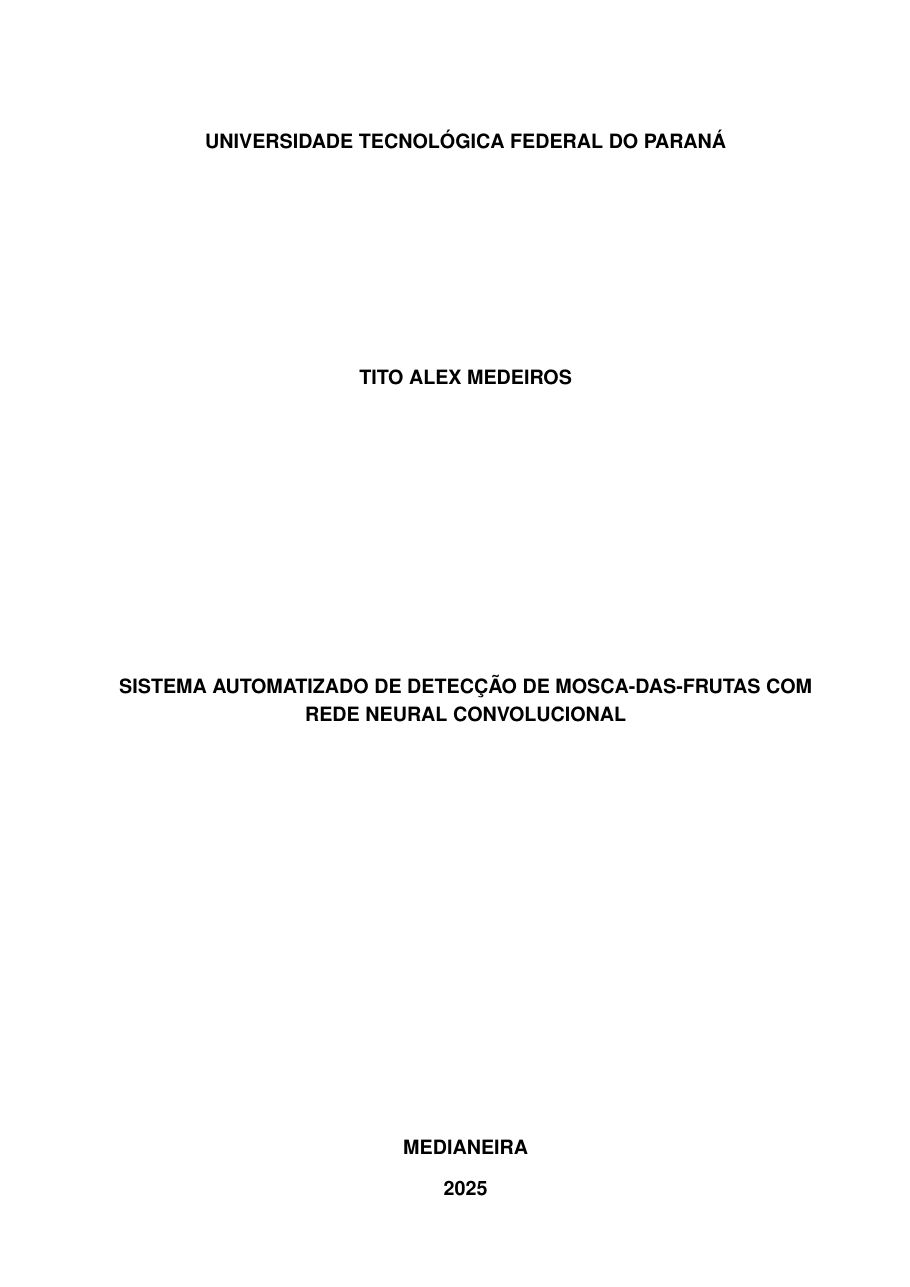 UNIVERSIDADE TECNOLÓGICA FEDERAL DO PARANÁ
TITO ALEX MEDEIROS
SISTEMA AUTOMATIZADO DE DETECÇÃO DE MOSCA-DAS-FRUTAS COM
REDE NEURAL CONVOLUCIONAL
MEDIANEIRA
2025